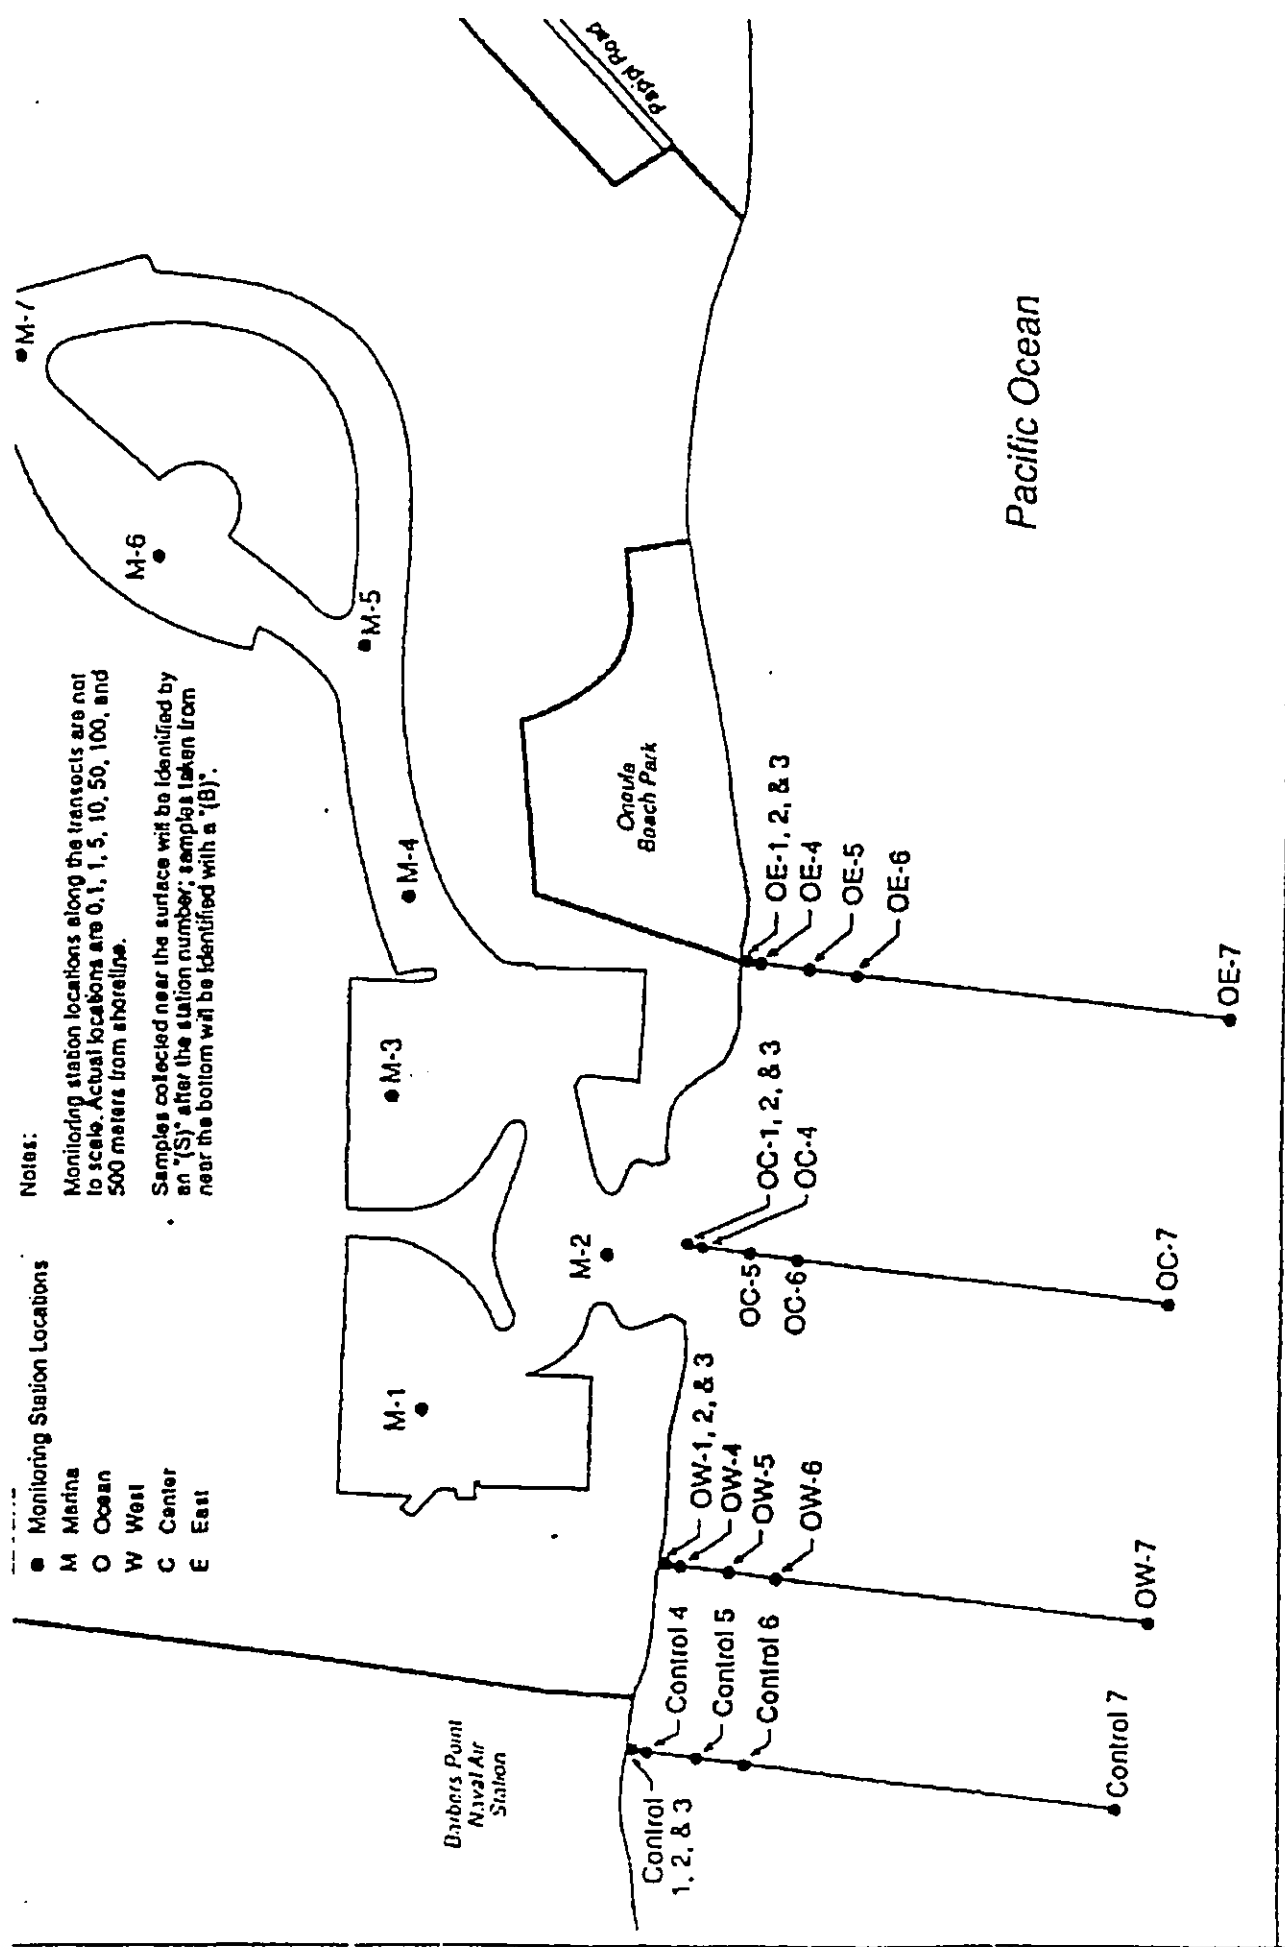 ● Monitoring Station Locations
M Marina
O Ocean
W West
C Center
E East
Notes:
Monitoring station locations along the transects are not
to scale. Actual locations are 0, 1, 1, 5, 10, 50, 100, and
500 meters from shoreline.
Samples collected near the surface will be identified by
an "(S)" after the station number; samples taken from
near the bottom will be identified with a "(B)".
M-7
M-6
M-5
M-4
M-3
M-2
M-1
Papipi Road
Oneula
Beach Park
Barbers Point
Naval Air
Station
Control
1, 2, & 3
Control 4
Control 5
Control 6
Control 7
OW-1, 2, & 3
OW-4
OW-5
OW-6
OW-7
OC-1, 2, & 3
OC-4
OC-5
OC-6
OC-7
OE-1, 2, & 3
OE-4
OE-5
OE-6
OE-7
Pacific Ocean